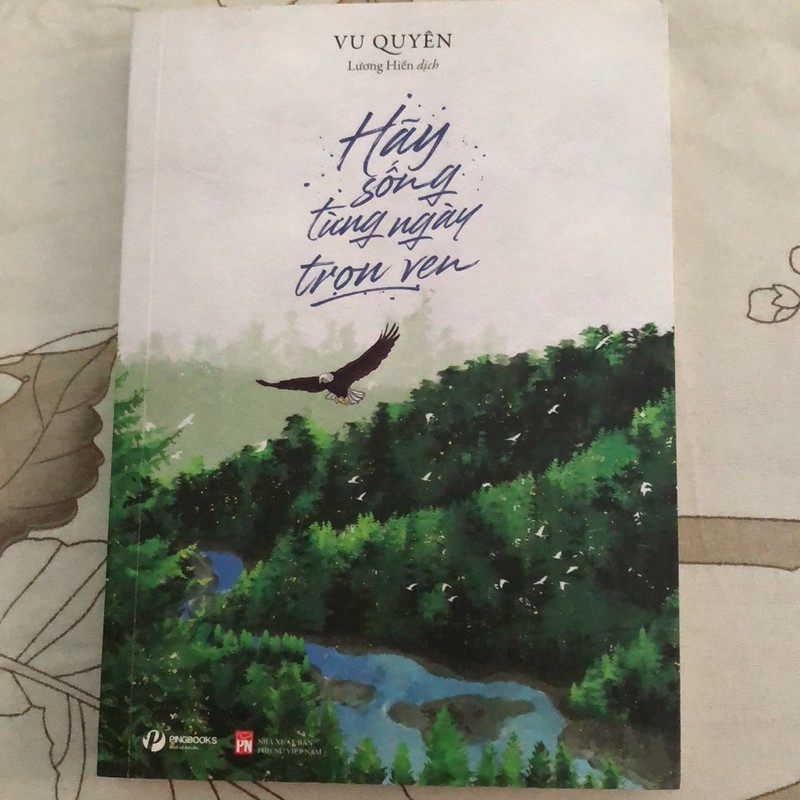 VU QUYÊN
Lương Hiền dịch
Hãy
sống
từng ngày
trọn vẹn
PINGBOOKS
NHÀ XUẤT BẢN
PHỤ NỮ VIỆT NAM
PN